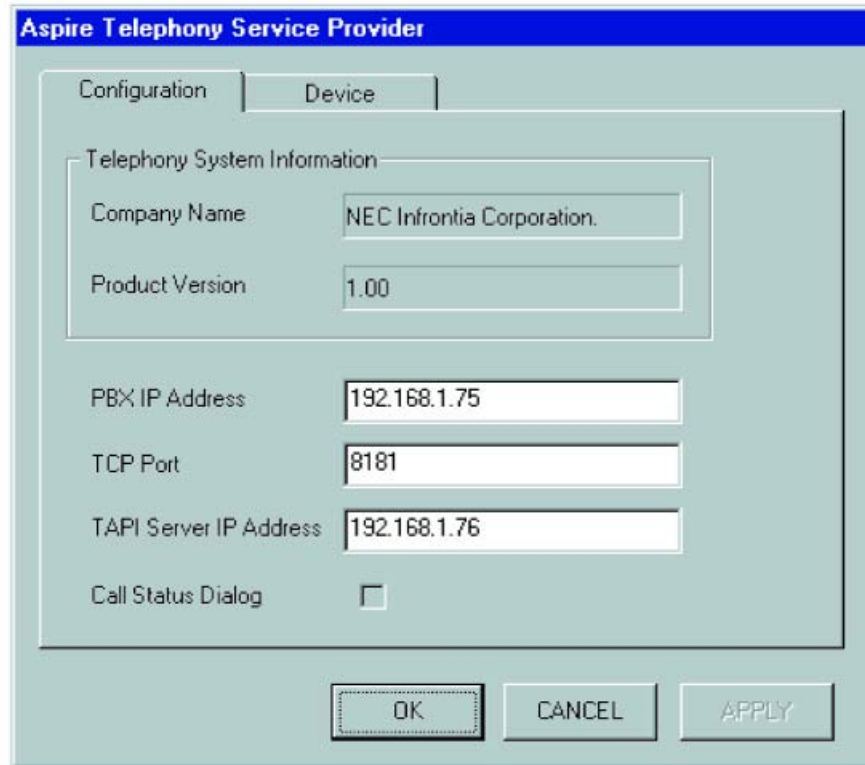 Aspire Telephony Service Provider
Configuration
Device
Telephony System Information
Company Name
NEC Infrontia Corporation.
Product Version
1.00
PBX IP Address
192.168.1.75
TCP Port
8181
TAPI Server IP Address
192.168.1.76
Call Status Dialog
OK
CANCEL
APPLY